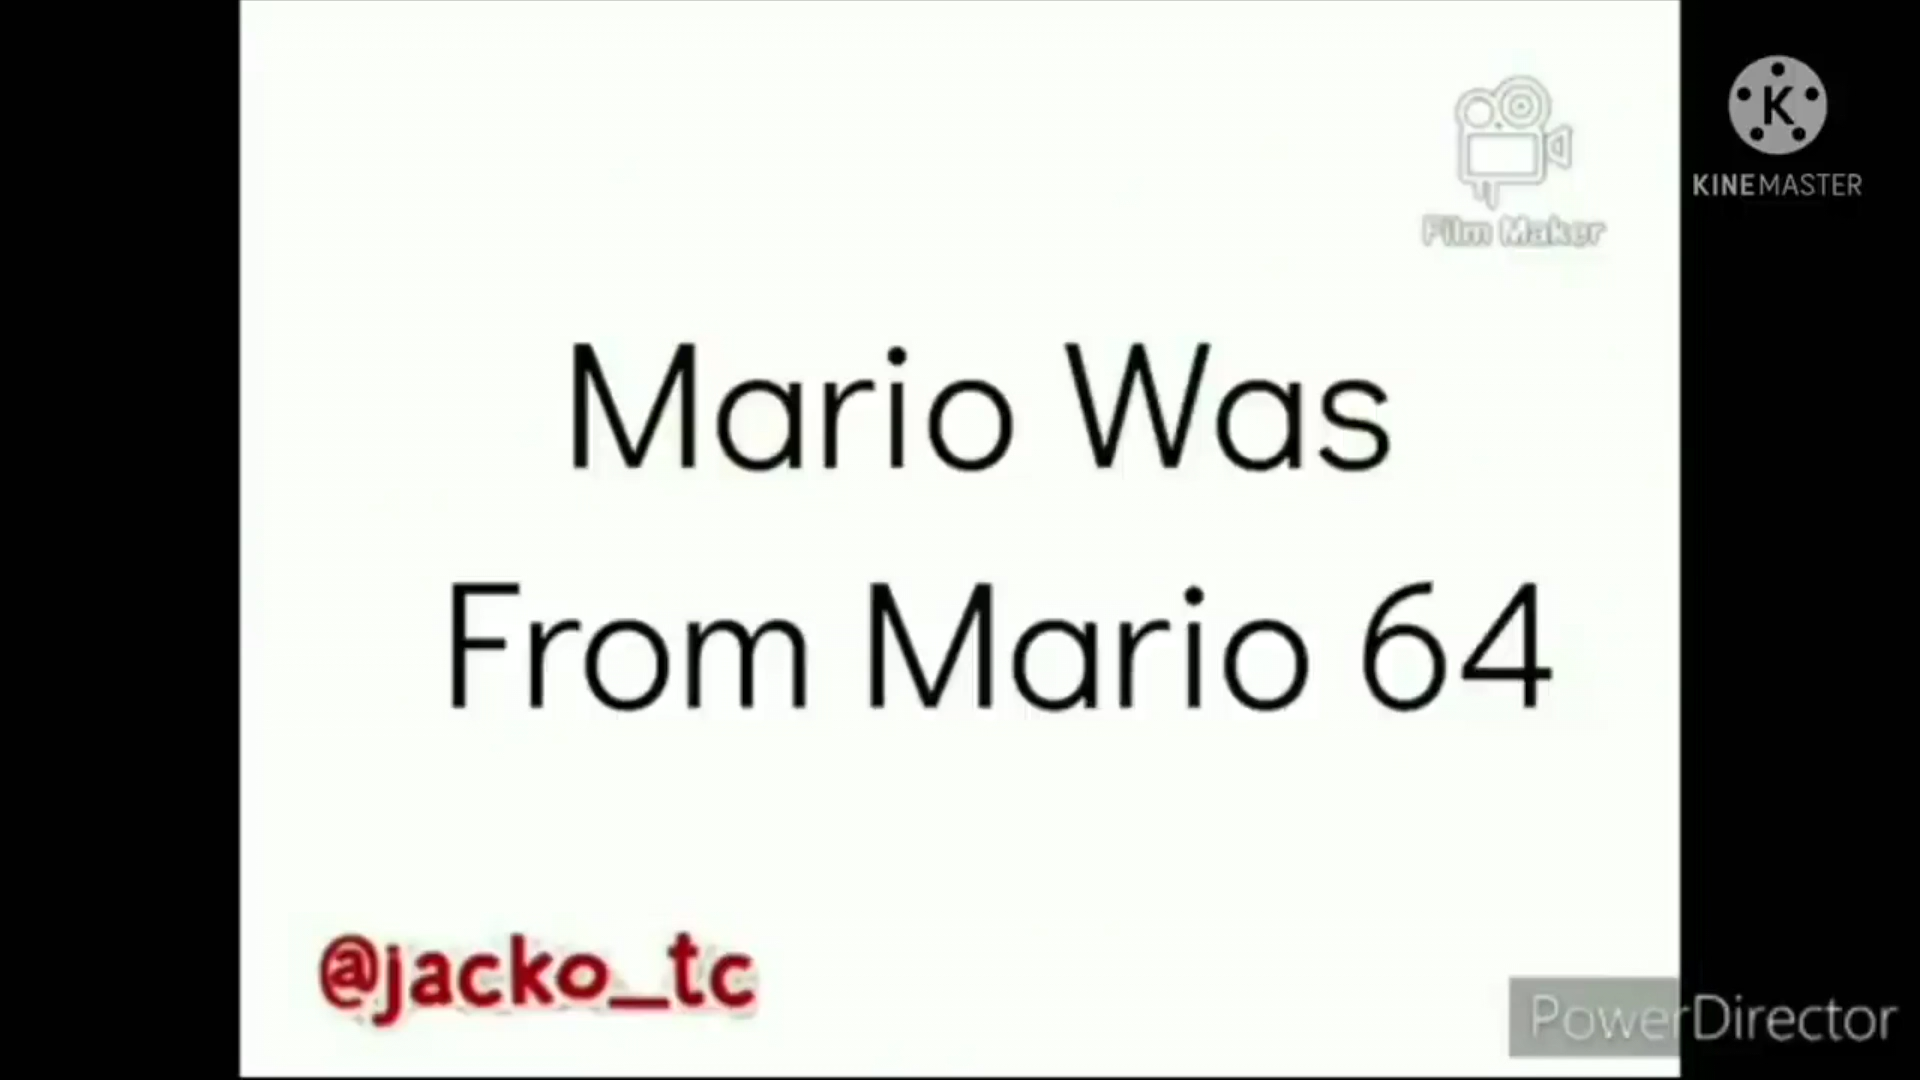 K
KINEMASTER
Film Maker
Mario Was
From Mario 64
@jacko_tc
PowerDirector